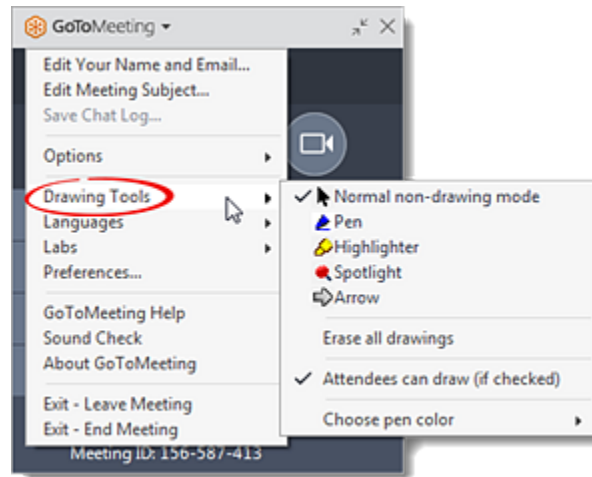 GoToMeeting
Edit Your Name and Email...
Edit Meeting Subject...
Save Chat Log...
Options
Drawing Tools
Languages
Labs
Preferences...
GoToMeeting Help
Sound Check
About GoToMeeting
Exit - Leave Meeting
Exit - End Meeting
Meeting ID: 156-587-413
Normal non-drawing mode
Pen
Highlighter
Spotlight
Arrow
Erase all drawings
Attendees can draw (if checked)
Choose pen color